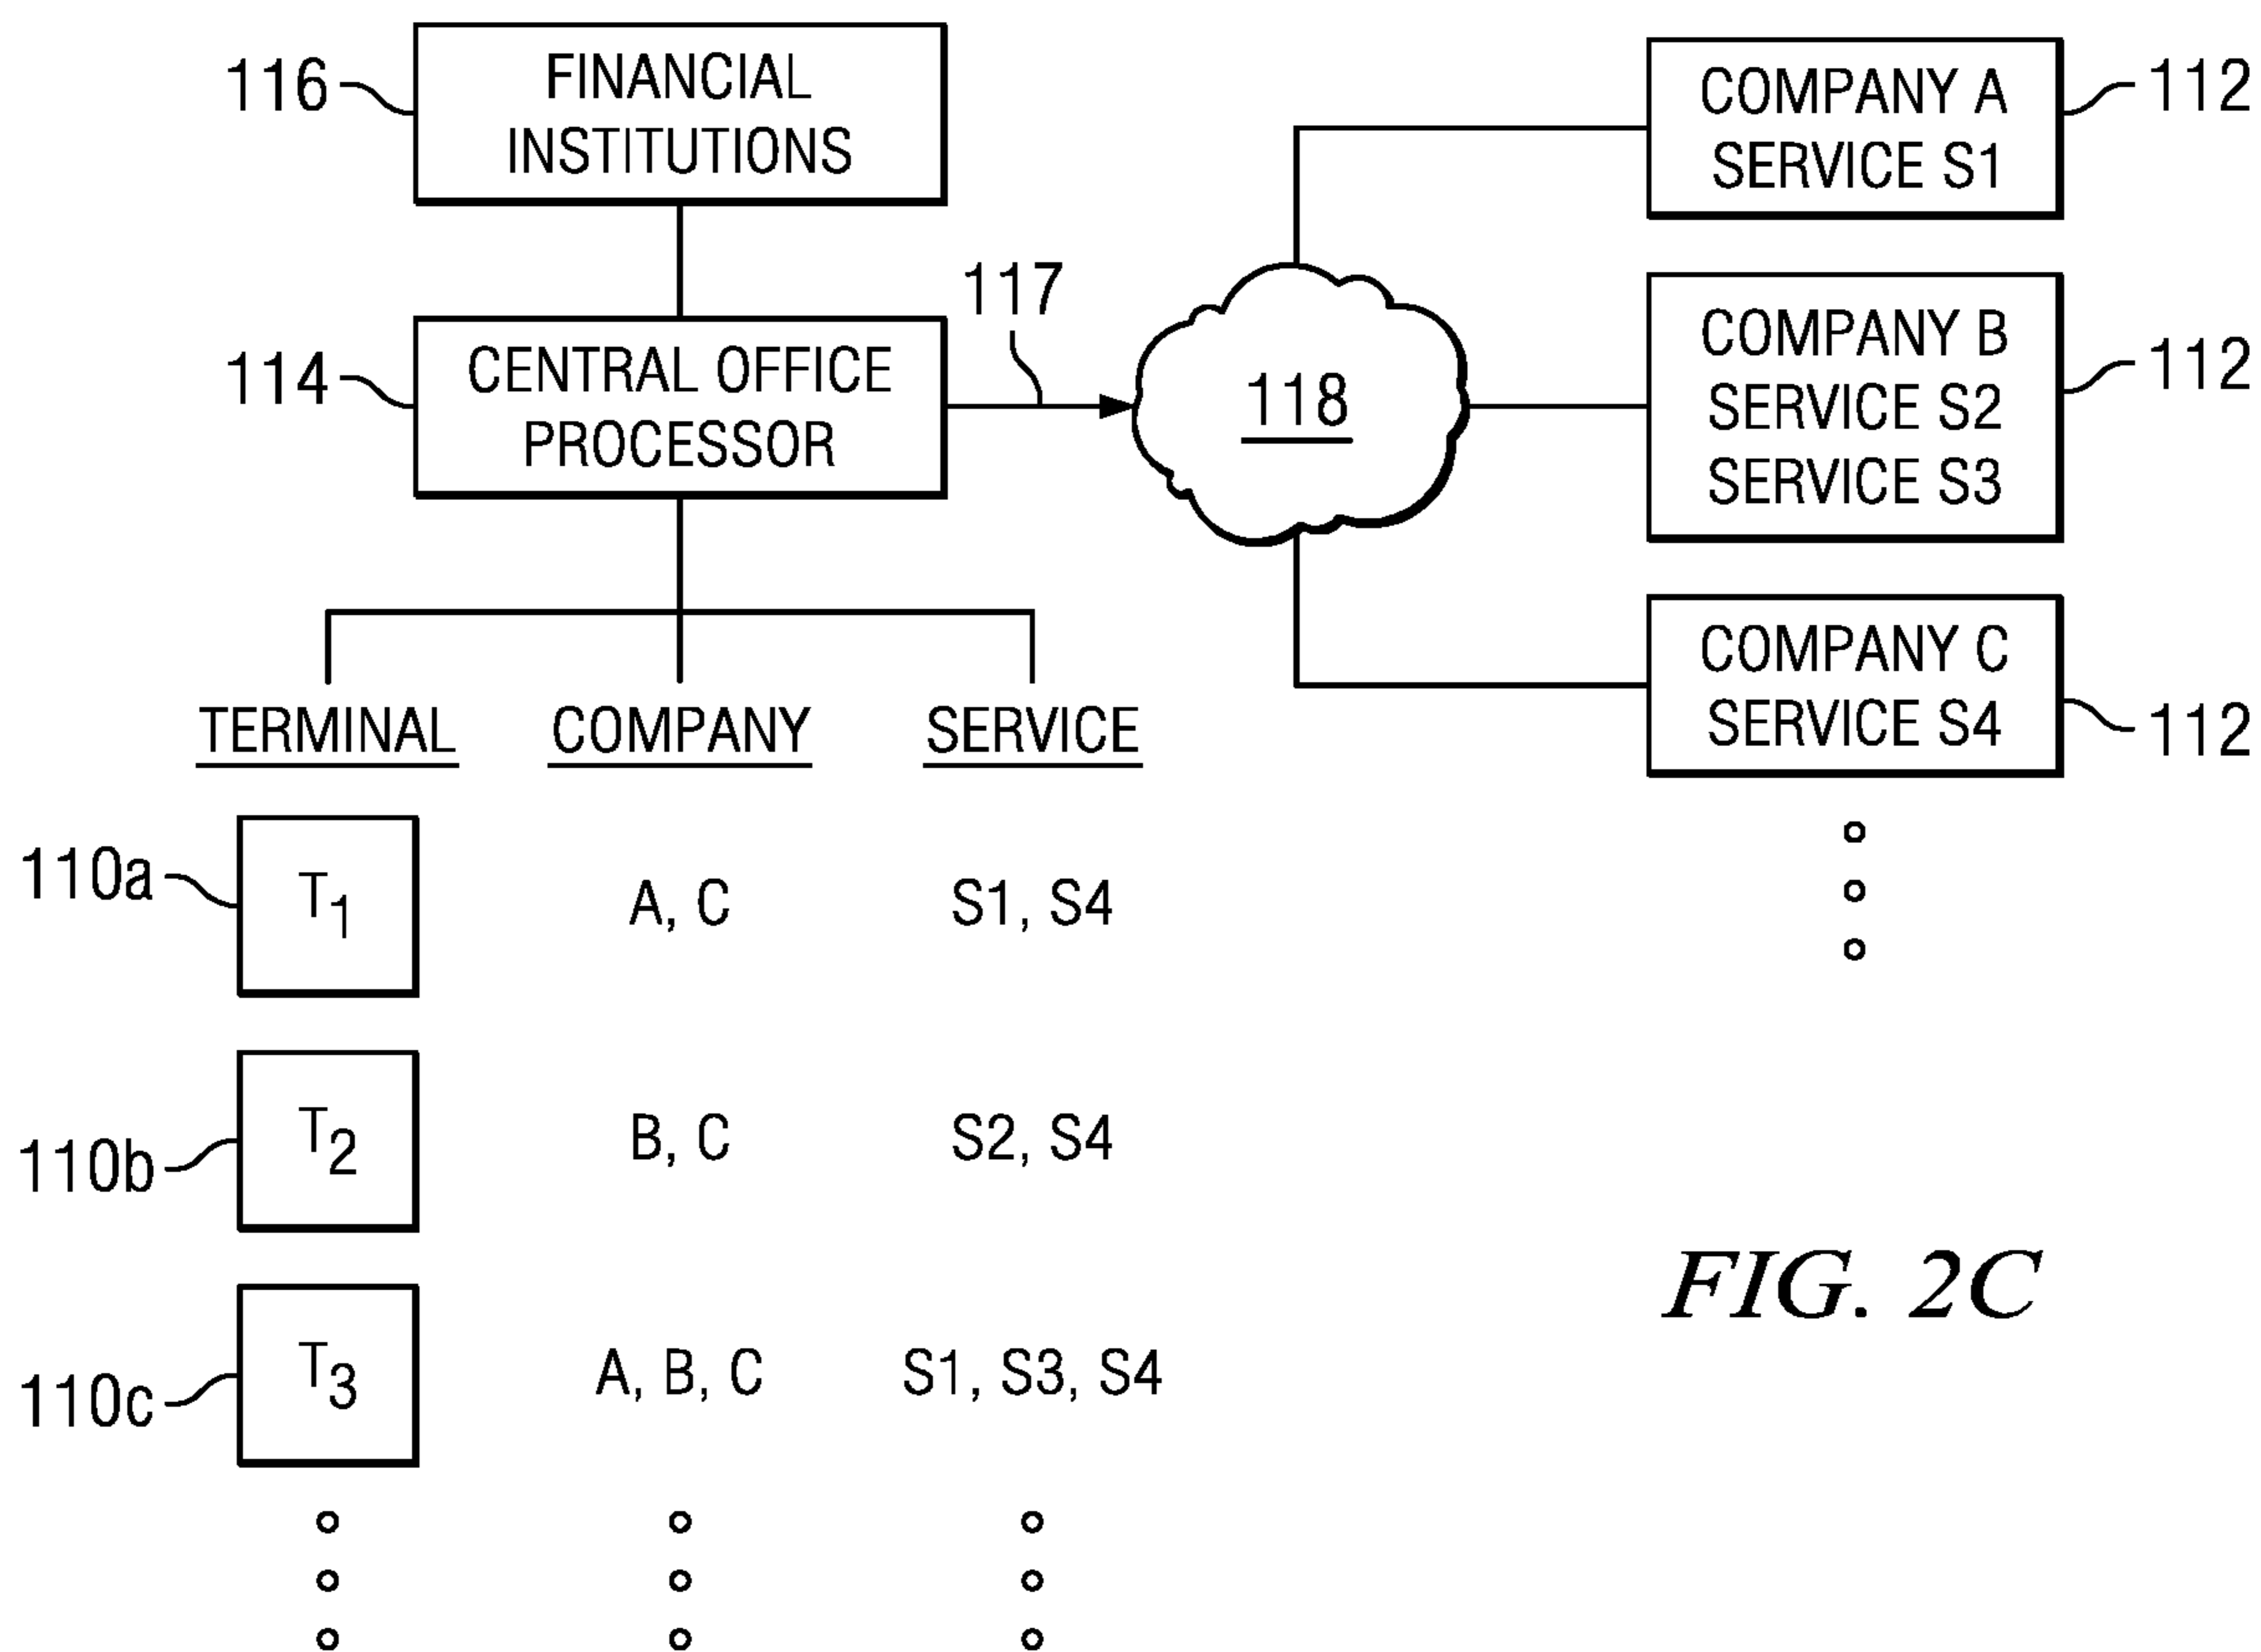 116
FINANCIAL
INSTITUTIONS
COMPANY A
SERVICE S1
112
117
114
CENTRAL OFFICE
PROCESSOR
118
COMPANY B
SERVICE S2
SERVICE S3
112
COMPANY C
SERVICE S4
112
TERMINAL COMPANY SERVICE
110a T1 A, C S1, S4
110b T2 B, C S2, S4
110c T3 A, B, C S1, S3, S4
FIG. 2C